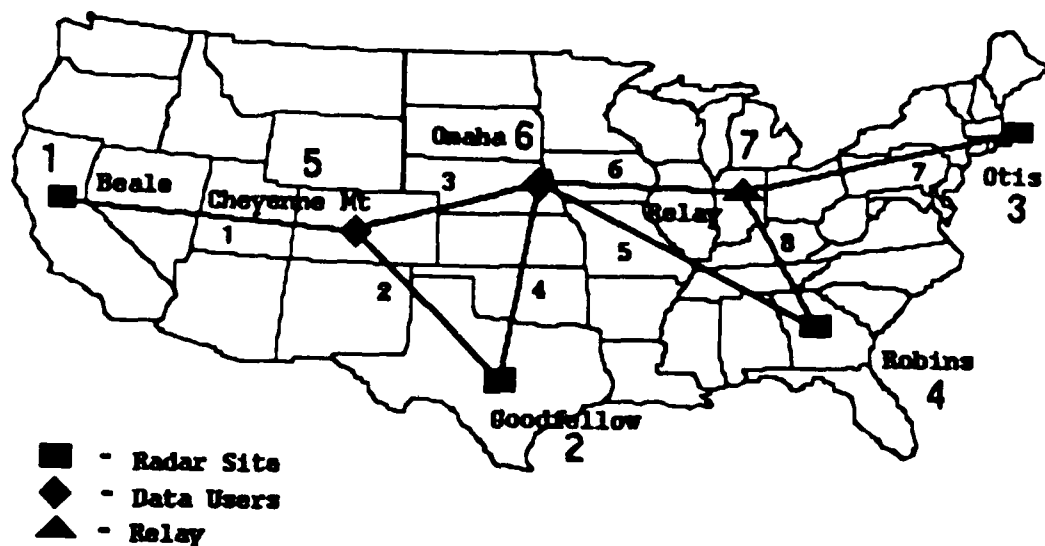 Omaha 6
7
1
5
Beale
3
6
7
Otis
Cheyenne Mt
Relay
3
1
5
8
2
4
Robins
4
Goodfellow
2
- Radar Site
- Data Users
- Relay